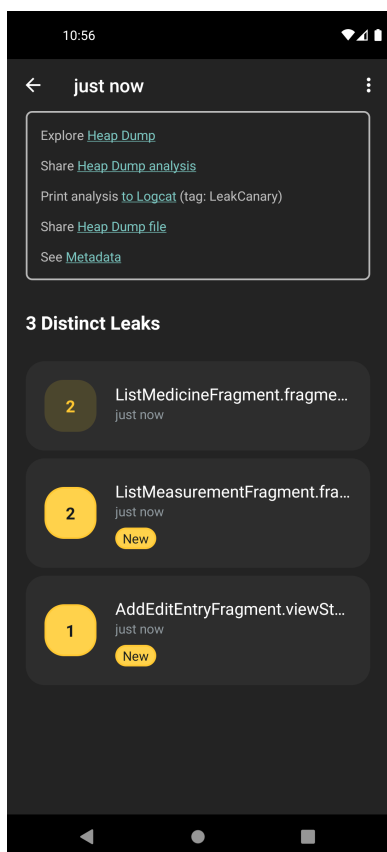 10:56
just now
Explore Heap Dump
Share Heap Dump analysis
Print analysis to Logcat (tag: LeakCanary)
Share Heap Dump file
See Metadata
3 Distinct Leaks
2
ListMedicineFragment.fragme...
just now
2
ListMeasurementFragment.fra...
just now
New
1
AddEditEntryFragment.viewSt...
just now
New